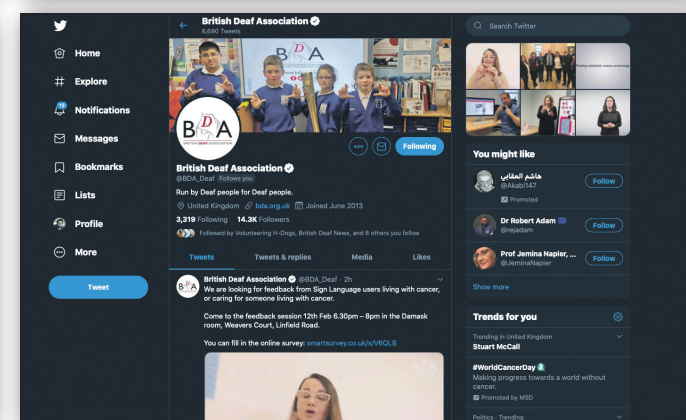 British Deaf Association
6,690 Tweets
Search Twitter
Home
Explore
Notifications
Messages
Bookmarks
Lists
Profile
More
Tweet
BDA
BDA
BRITISH DEAF ASSOCIATION
Following
British Deaf Association
@BDA_Deaf Follows you
Run by Deaf people for Deaf people.
United Kingdom bda.org.uk Joined June 2013
3,319 Following 14.3K Followers
Followed by Volunteering H-Dogs, British Deaf News, and 8 others you follow
Tweets Tweets & replies Media Likes
BDA
British Deaf Association @BDA_Deaf · 2h
We are looking for feedback from Sign Language users living with cancer,
or caring for someone living with cancer.
Come to the feedback session 12th Feb 6.30pm – 8pm in the Damask
room, Weavers Court, Linfield Road.
You can fill in the online survey: smartsurvey.co.uk/s/V6QLB
You might like
هاشم العقابي
@Akabi147
Promoted
Follow
Dr Robert Adam
@rejadam
Follow
Prof Jemina Napier, ...
@JeminaNapier
Follow
Show more
Trends for you
Trending in United Kingdom
Stuart McCall
#WorldCancerDay
Making progress towards a world without
cancer.
Promoted by MSD
Politics · Trending